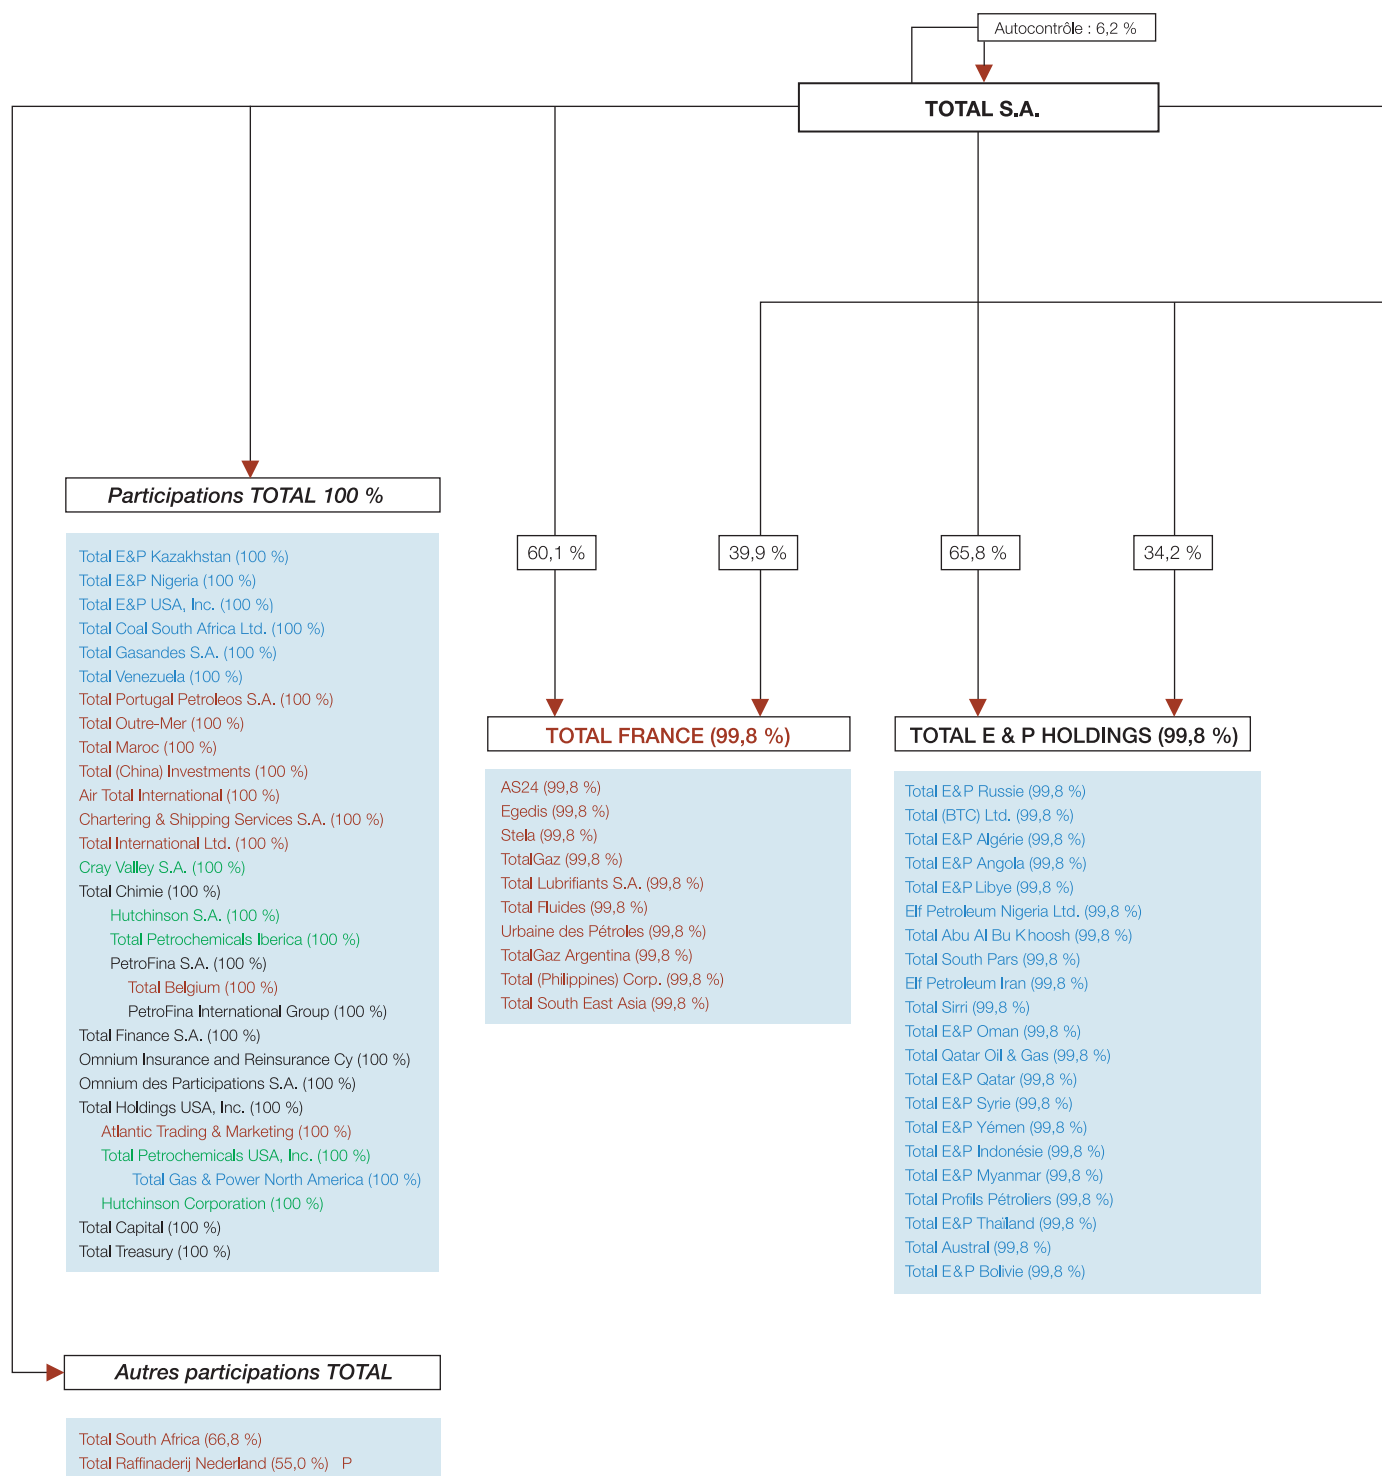 Autocontrôle : 6,2 %
TOTAL S.A.
Participations TOTAL 100 %
Total E&P Kazakhstan (100 %)
Total E&P Nigeria (100 %)
Total E&P USA, Inc. (100 %)
Total Coal South Africa Ltd. (100 %)
Total Gasandes S.A. (100 %)
Total Venezuela (100 %)
Total Portugal Petroleos S.A. (100 %)
Total Outre-Mer (100 %)
Total Maroc (100 %)
Total (China) Investments (100 %)
Air Total International (100 %)
Chartering & Shipping Services S.A. (100 %)
Total International Ltd. (100 %)
Cray Valley S.A. (100 %)
Total Chimie (100 %)
Hutchinson S.A. (100 %)
Total Petrochemicals Iberica (100 %)
PetroFina S.A. (100 %)
Total Belgium (100 %)
PetroFina International Group (100 %)
Total Finance S.A. (100 %)
Omnium Insurance and Reinsurance Cy (100 %)
Omnium des Participations S.A. (100 %)
Total Holdings USA, Inc. (100 %)
Atlantic Trading & Marketing (100 %)
Total Petrochemicals USA, Inc. (100 %)
Total Gas & Power North America (100 %)
Hutchinson Corporation (100 %)
Total Capital (100 %)
Total Treasury (100 %)
60,1 %
39,9 %
65,8 %
34,2 %
TOTAL FRANCE (99,8 %)
AS24 (99,8 %)
Egedis (99,8 %)
Stela (99,8 %)
TotalGaz (99,8 %)
Total Lubrifiants S.A. (99,8 %)
Total Fluides (99,8 %)
Urbaine des Pétroles (99,8 %)
TotalGaz Argentina (99,8 %)
Total (Philippines) Corp. (99,8 %)
Total South East Asia (99,8 %)
TOTAL E & P HOLDINGS (99,8 %)
Total E&P Russie (99,8 %)
Total (BTC) Ltd. (99,8 %)
Total E&P Algérie (99,8 %)
Total E&P Angola (99,8 %)
Total E&P Libye (99,8 %)
Elf Petroleum Nigeria Ltd. (99,8 %)
Total Abu Al Bu Khoosh (99,8 %)
Total South Pars (99,8 %)
Elf Petroleum Iran (99,8 %)
Total Sirri (99,8 %)
Total E&P Oman (99,8 %)
Total Qatar Oil & Gas (99,8 %)
Total E&P Qatar (99,8 %)
Total E&P Syrie (99,8 %)
Total E&P Yémen (99,8 %)
Total E&P Indonésie (99,8 %)
Total E&P Myanmar (99,8 %)
Total Profils Pétroliers (99,8 %)
Total E&P Thaïland (99,8 %)
Total Austral (99,8 %)
Total E&P Bolivie (99,8 %)
Autres participations TOTAL
Total South Africa (66,8 %)
Total Raffinaderij Nederland (55,0 %) P